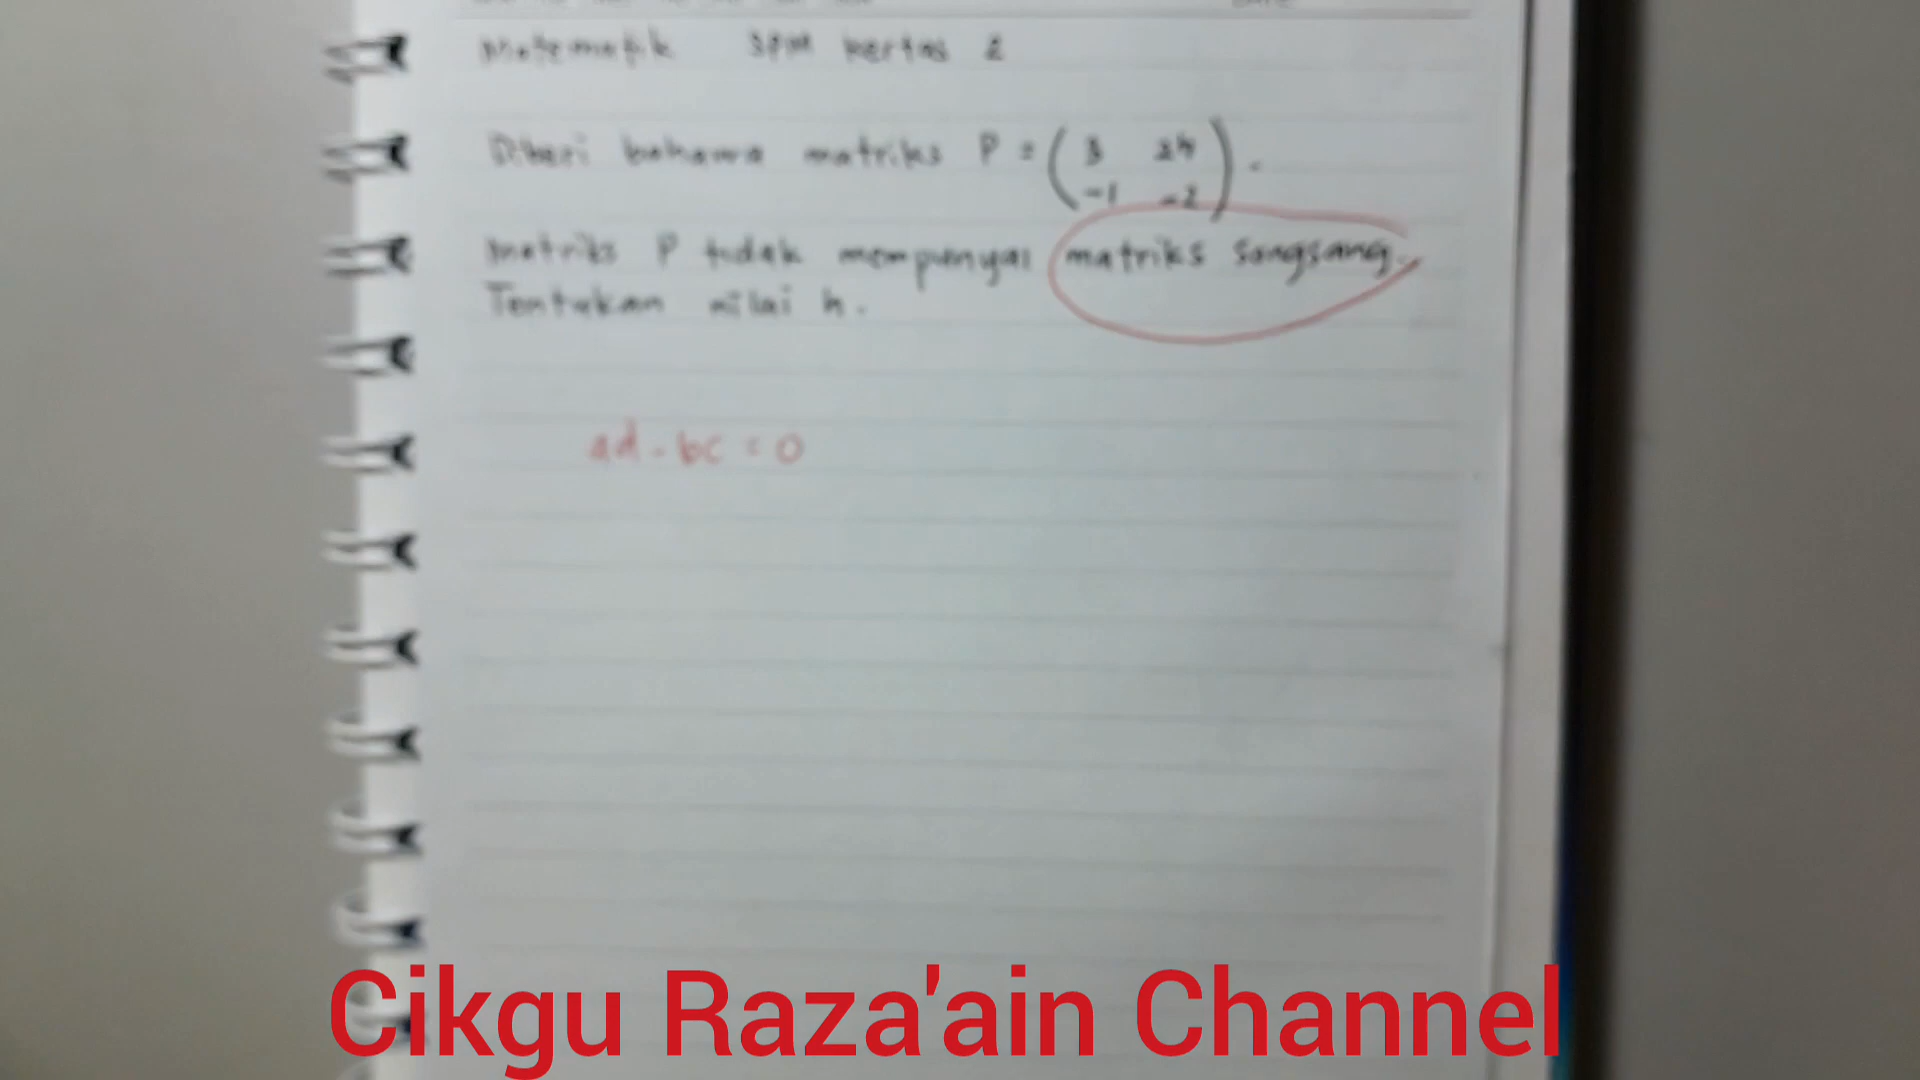 Matematik SPM kertas 2
Diberi bahawa matriks P = ( 3 2h
-1 -2 ).
Matriks P tidak mempunyai matriks songsang.
Tentukan nilai h.
ad - bc = 0
Cikgu Raza'ain Channel